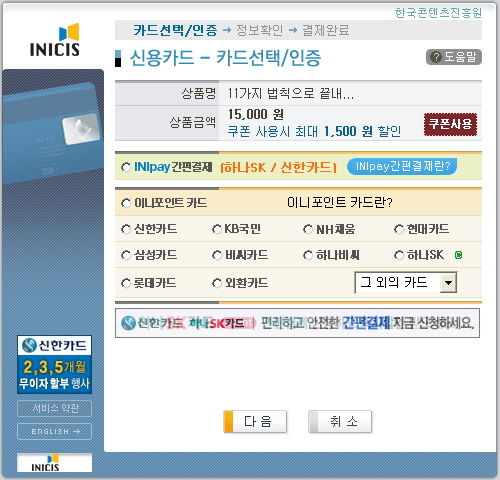 한국콘텐츠진흥원
INICIS
카드선택/인증 → 정보확인 → 결제완료
신용카드 - 카드선택/인증
? 도움말
상품명 11가지 법칙으로 끝내...
상품금액 15,000 원
쿠폰 사용시 최대 1,500 원 할인
쿠폰사용
INIpay간편결제 [하나SK / 신한카드] INIpay간편결제란?
이니포인트 카드 이니포인트 카드란?
신한카드 KB국민 NH채움 현대카드
삼성카드 비씨카드 하나비씨 하나SK
롯데카드 외환카드 그 외의 카드
신한카드 하나SK카드 편리하고 안전한 간편결제 지금 신청하세요.
신한카드
2,3,5개월
무이자 할부 행사
서비스 약관
ENGLISH →
다 음 취 소
INICIS